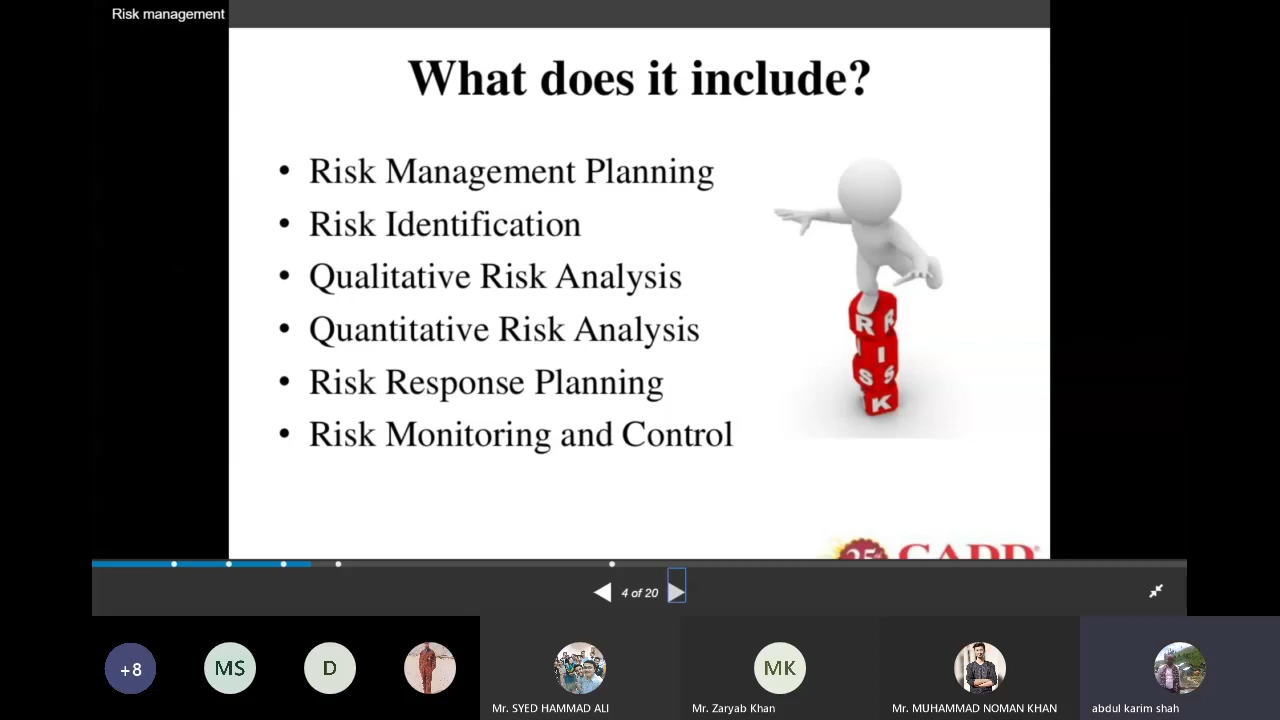 Risk management
What does it include?
• Risk Management Planning
• Risk Identification
• Qualitative Risk Analysis
• Quantitative Risk Analysis
• Risk Response Planning
• Risk Monitoring and Control
R R
I I
S S
K
25
CADD
4 of 20
+8
MS
D
MK
Mr. SYED HAMMAD ALI
Mr. Zaryab Khan
Mr. MUHAMMAD NOMAN KHAN
abdul karim shah